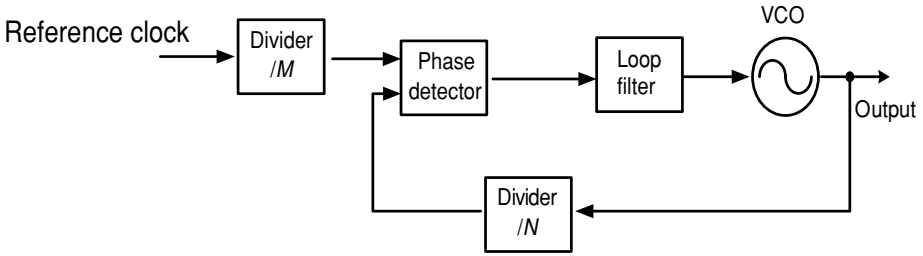 Reference clock
Divider
/M
Phase
detector
Loop
filter
VCO
Output
Divider
/N